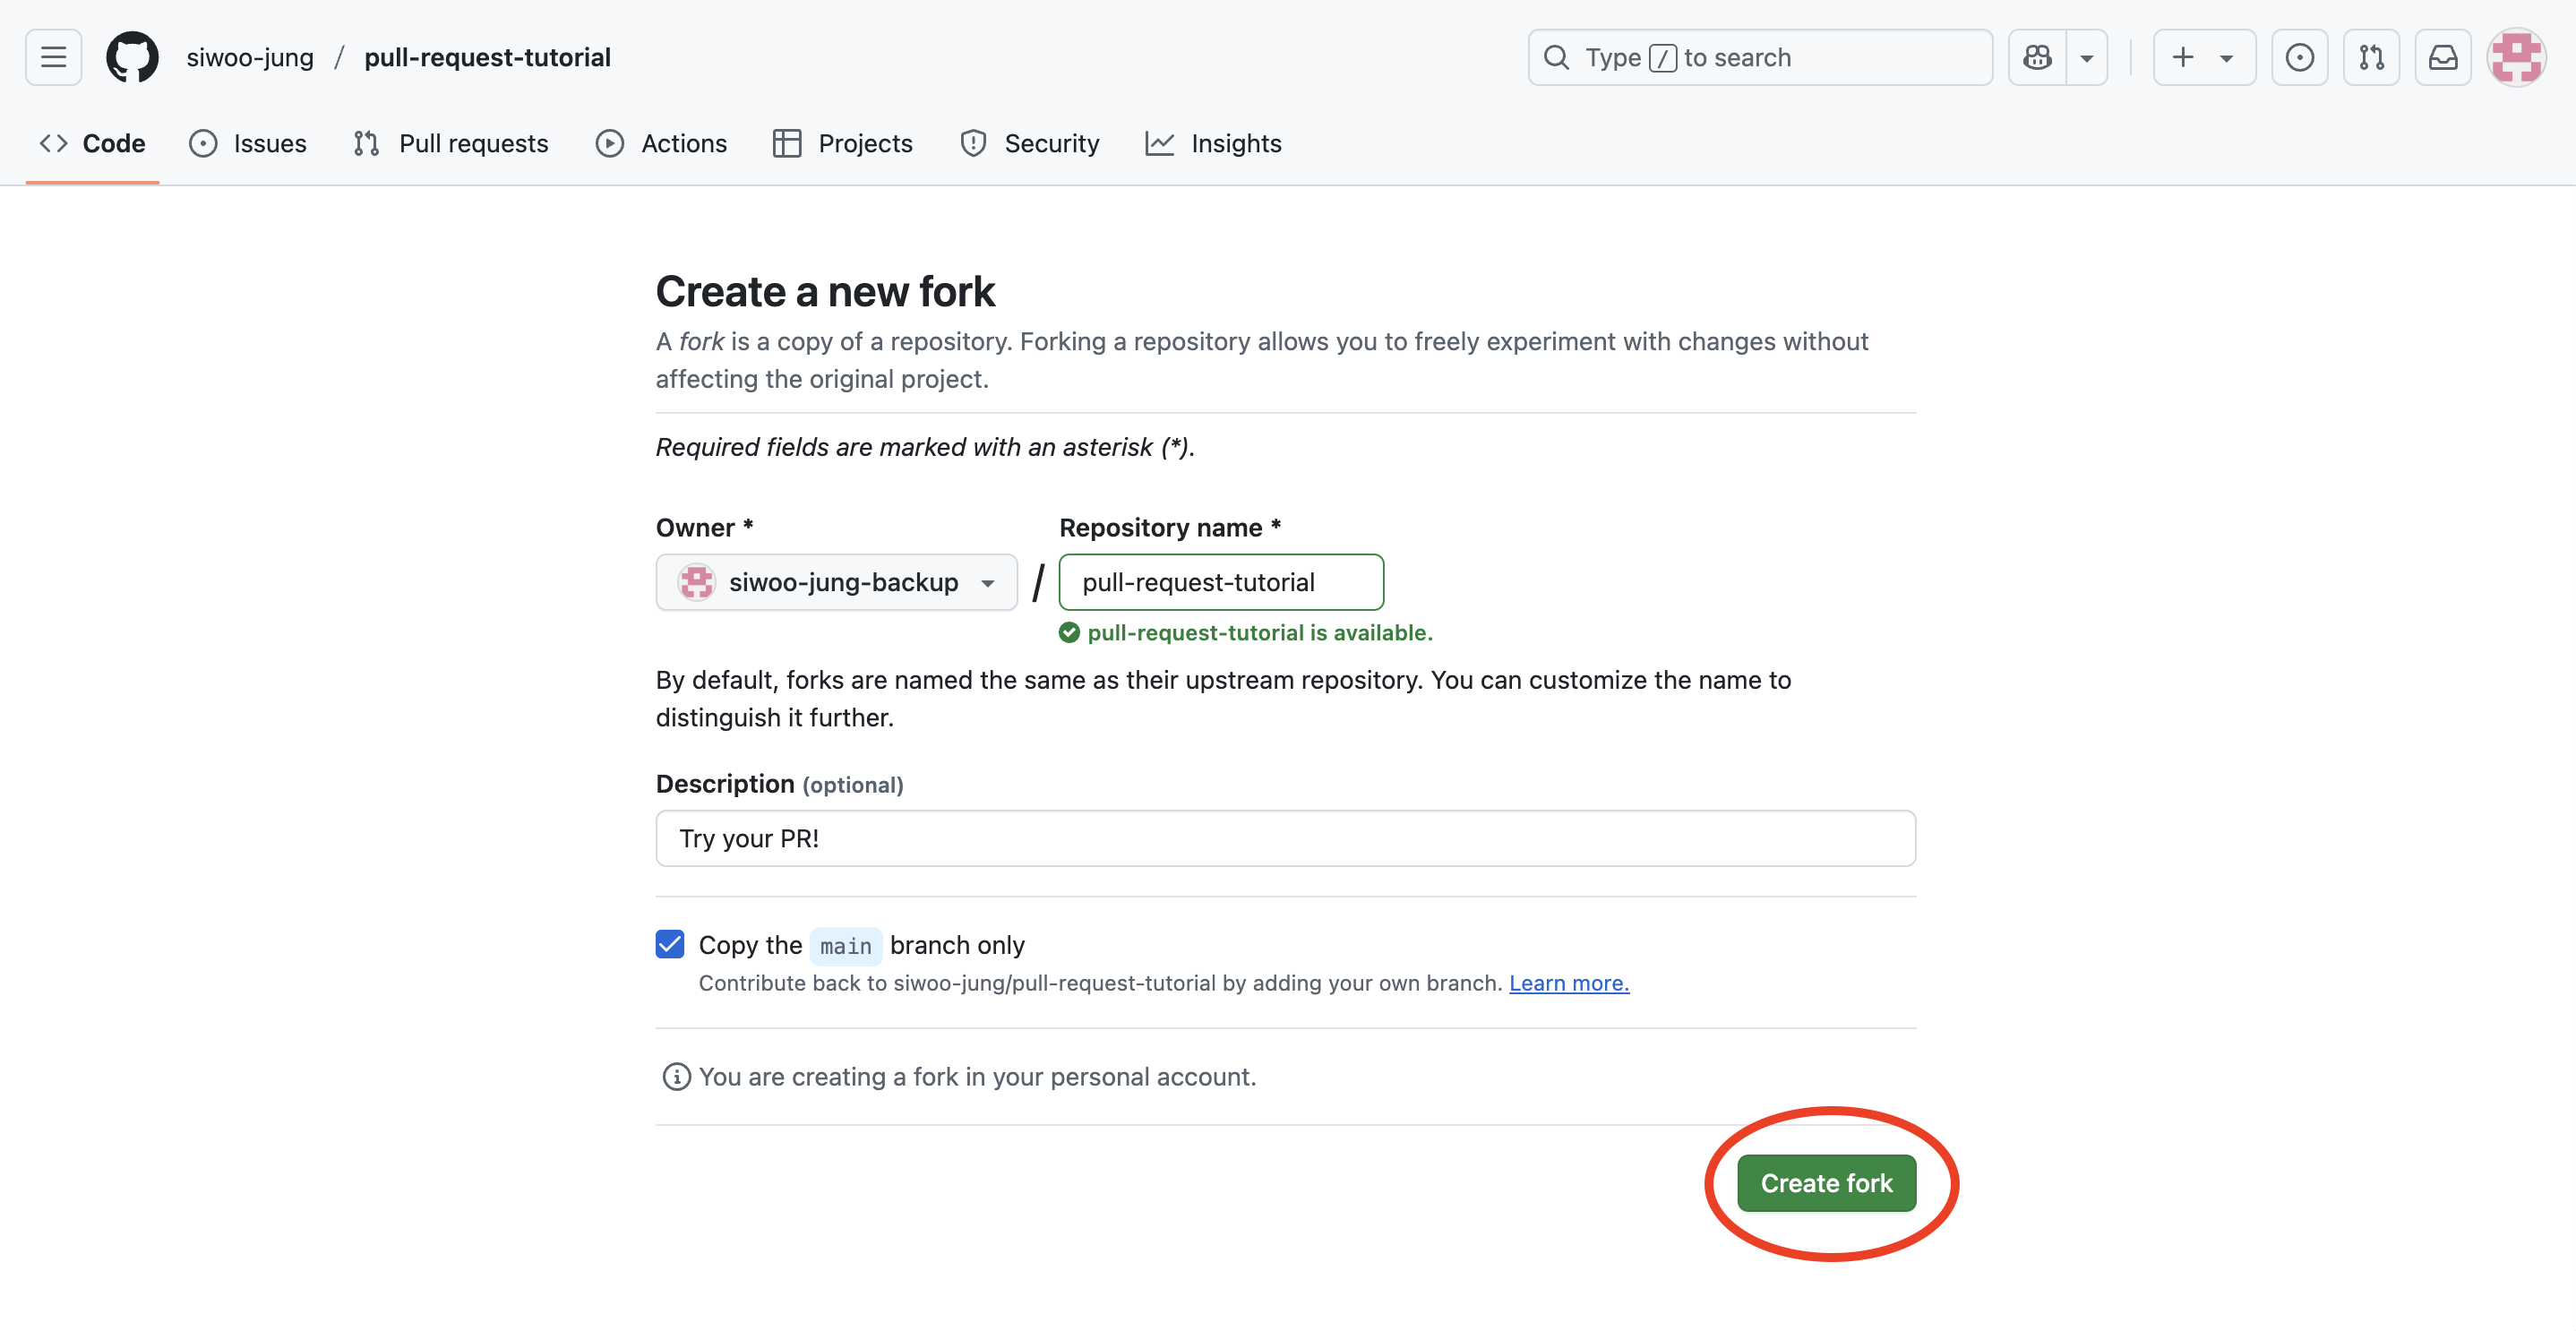 siwoo-jung / pull-request-tutorial
Type / to search
Code Issues Pull requests Actions Projects Security Insights
Create a new fork
A fork is a copy of a repository. Forking a repository allows you to freely experiment with changes without
affecting the original project.
Required fields are marked with an asterisk (*).
Owner * Repository name *
siwoo-jung-backup / pull-request-tutorial
pull-request-tutorial is available.
By default, forks are named the same as their upstream repository. You can customize the name to
distinguish it further.
Description (optional)
Try your PR!
Copy the main branch only
Contribute back to siwoo-jung/pull-request-tutorial by adding your own branch. Learn more.
You are creating a fork in your personal account.
Create fork